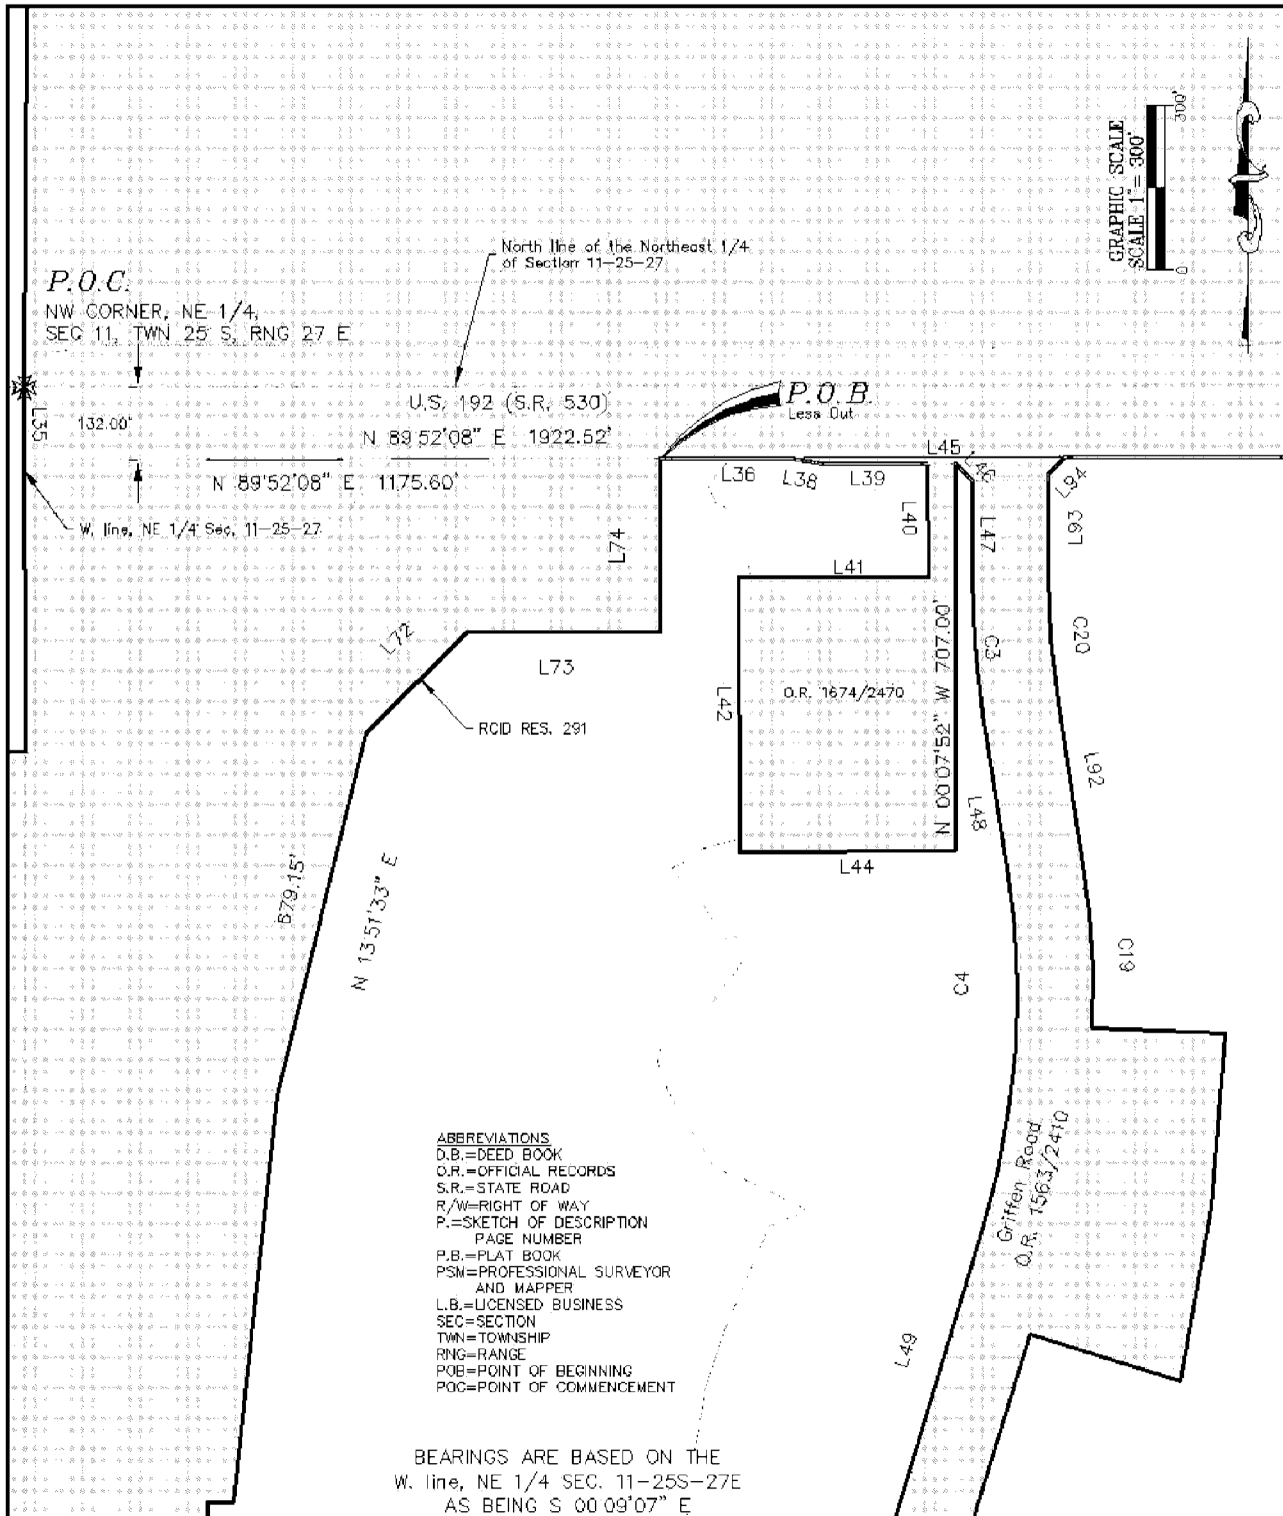 GRAPHIC SCALE
SCALE 1"= 300'
300'
0
North line of the Northeast 1/4
of Section 11-25-27
P.O.C.
NW CORNER, NE 1/4,
SEC 11, TWN 25 S, RNG 27 E
L35
132.00'
U.S. 192 (S.R. 530)
N 89 52'08" E 1922.52'
N 89°52'08" E 1175.60'
W. line, NE 1/4 Sec. 11-25-27
P.O.B.
Less Out
L45
L36
L38
L39
L46
L94
L40
L47
L93
L74
L41
L72
L73
RCID RES. 291
L42
O.R. 1674/2470
N 00°07'52" W 707.00'
C3
C20
L48
L92
L44
679.15'
N 13°51'33" E
C4
C19
Griffen Road
O.R. 1563/2410
L49
ABBREVIATIONS
D.B.=DEED BOOK
O.R.=OFFICIAL RECORDS
S.R.=STATE ROAD
R/W=RIGHT OF WAY
P.=SKETCH OF DESCRIPTION
PAGE NUMBER
P.B.=PLAT BOOK
PSM=PROFESSIONAL SURVEYOR
AND MAPPER
L.B.=LICENSED BUSINESS
SEC=SECTION
TWN=TOWNSHIP
RNG=RANGE
POB=POINT OF BEGINNING
POC=POINT OF COMMENCEMENT
BEARINGS ARE BASED ON THE
W. line, NE 1/4 SEC. 11-25S-27E
AS BEING S 00 09'07" E